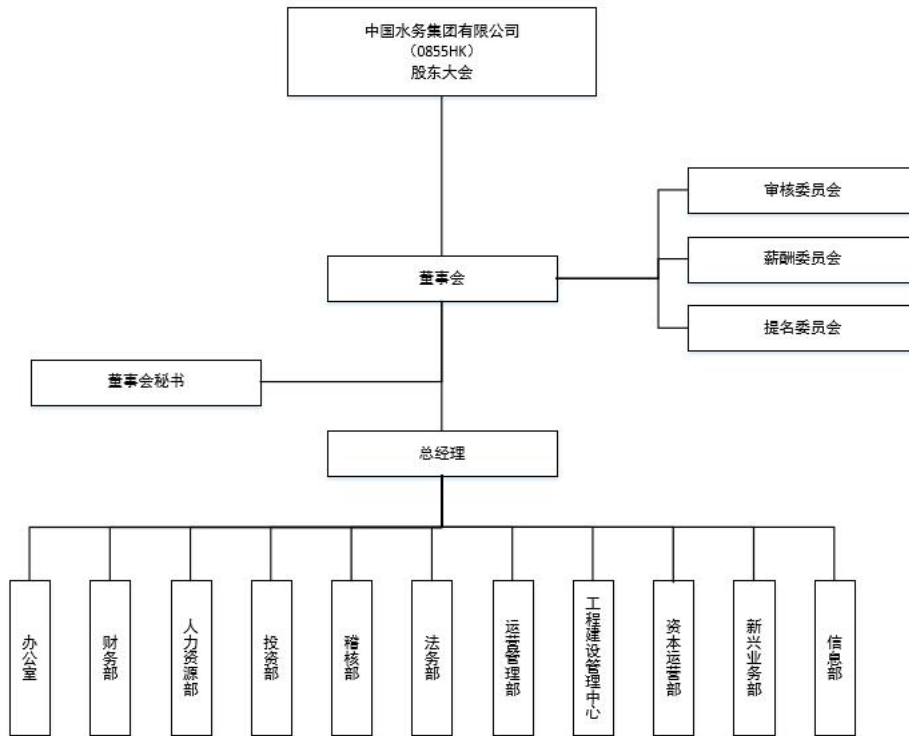 中国水务集团有限公司
（0855HK）
股东大会
审核委员会
薪酬委员会
董事会
提名委员会
董事会秘书
总经理
办公室
财务部
人力资源部
投资部
稽核部
法务部
运营管理部
工程建设管理中心
资本运营部
新兴业务部
信息部